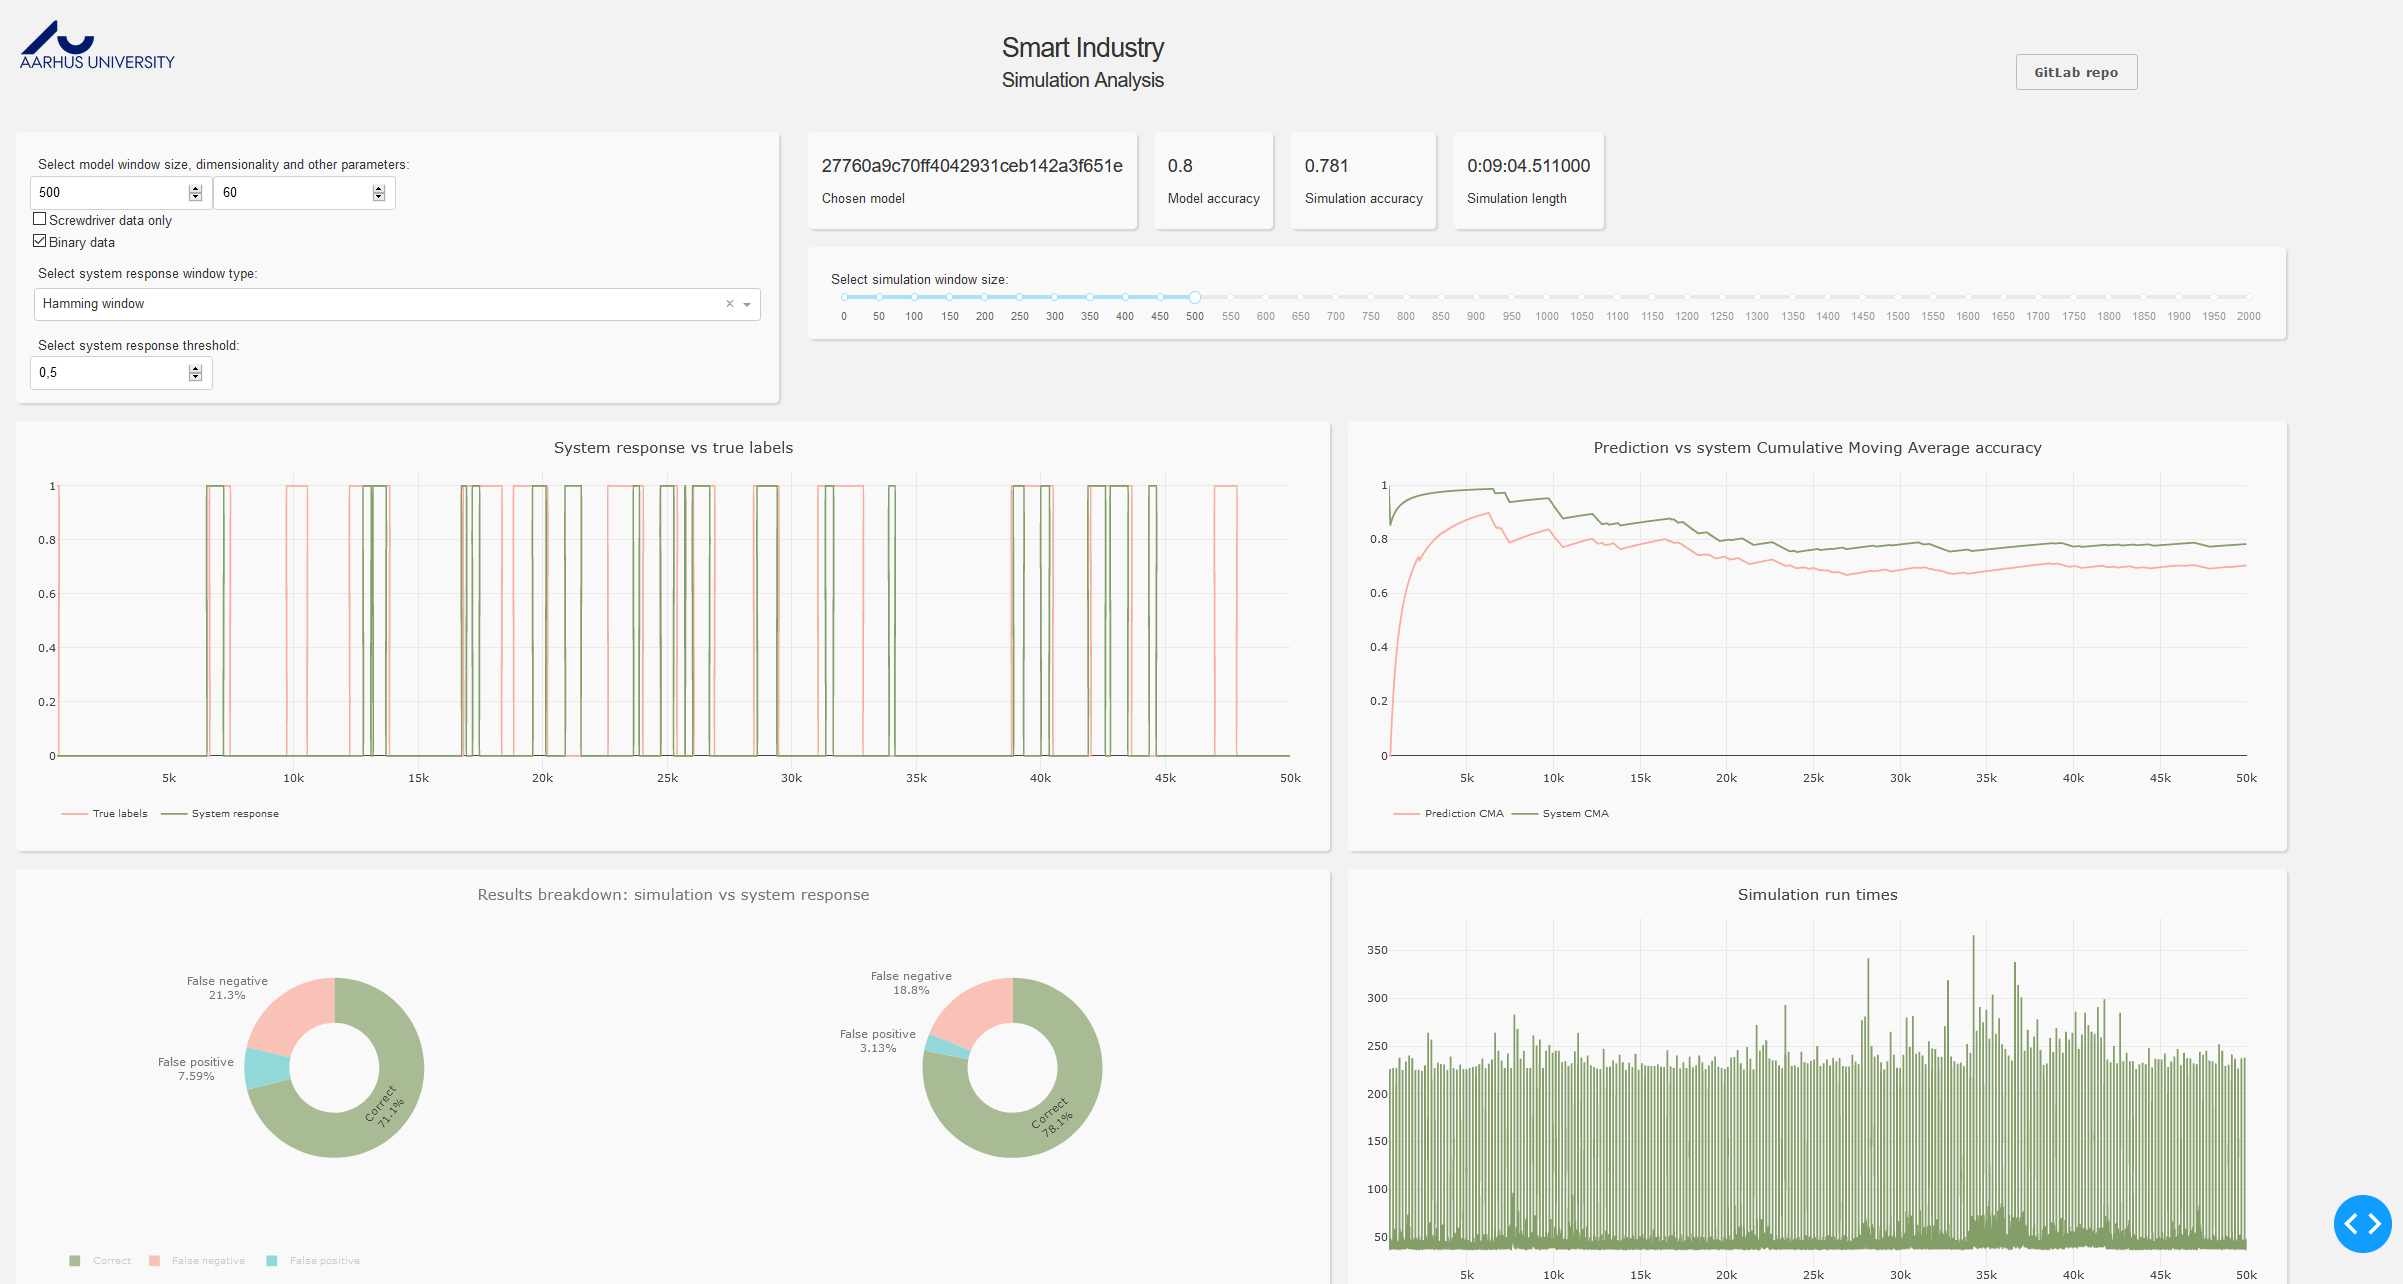 AARHUS UNIVERSITY
Smart Industry
Simulation Analysis
GitLab repo
Select model window size, dimensionality and other parameters:
500 60
Screwdriver data only
Binary data
Select system response window type:
Hamming window
Select system response threshold:
0,5
27760a9c70ff4042931ceb142a3f651e
Chosen model
0.8
Model accuracy
0.781
Simulation accuracy
0:09:04.511000
Simulation length
Select simulation window size:
0 50 100 150 200 250 300 350 400 450 500 550 600 650 700 750 800 850 900 950 1000 1050 1100 1150 1200 1250 1300 1350 1400 1450 1500 1550 1600 1650 1700 1750 1800 1850 1900 1950 2000
System response vs true labels
1
0.8
0.6
0.4
0.2
0
5k 10k 15k 20k 25k 30k 35k 40k 45k 50k
True labels System response
Prediction vs system Cumulative Moving Average accuracy
1
0.8
0.6
0.4
0.2
0
5k 10k 15k 20k 25k 30k 35k 40k 45k 50k
Prediction CMA System CMA
Results breakdown: simulation vs system response
False negative
21.3%
False positive
7.59%
Correct
71.1%
False negative
18.8%
False positive
3.13%
Correct
78.1%
Correct False negative False positive
Simulation run times
350
300
250
200
150
100
50
5k 10k 15k 20k 25k 30k 35k 40k 45k 50k